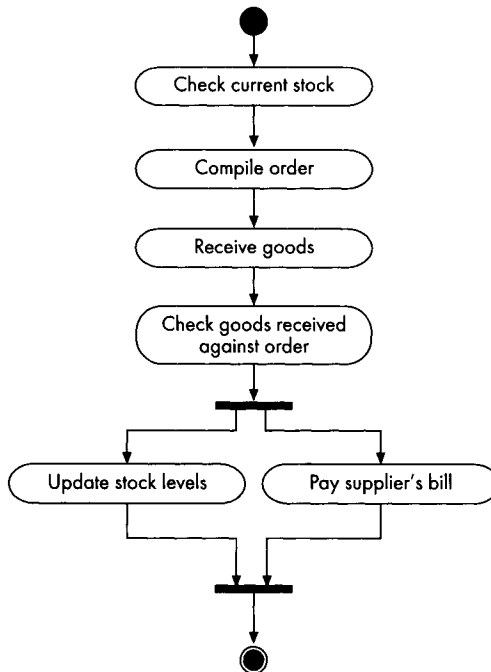 Check current stock
Compile order
Receive goods
Check goods received
against order
Update stock levels
Pay supplier's bill